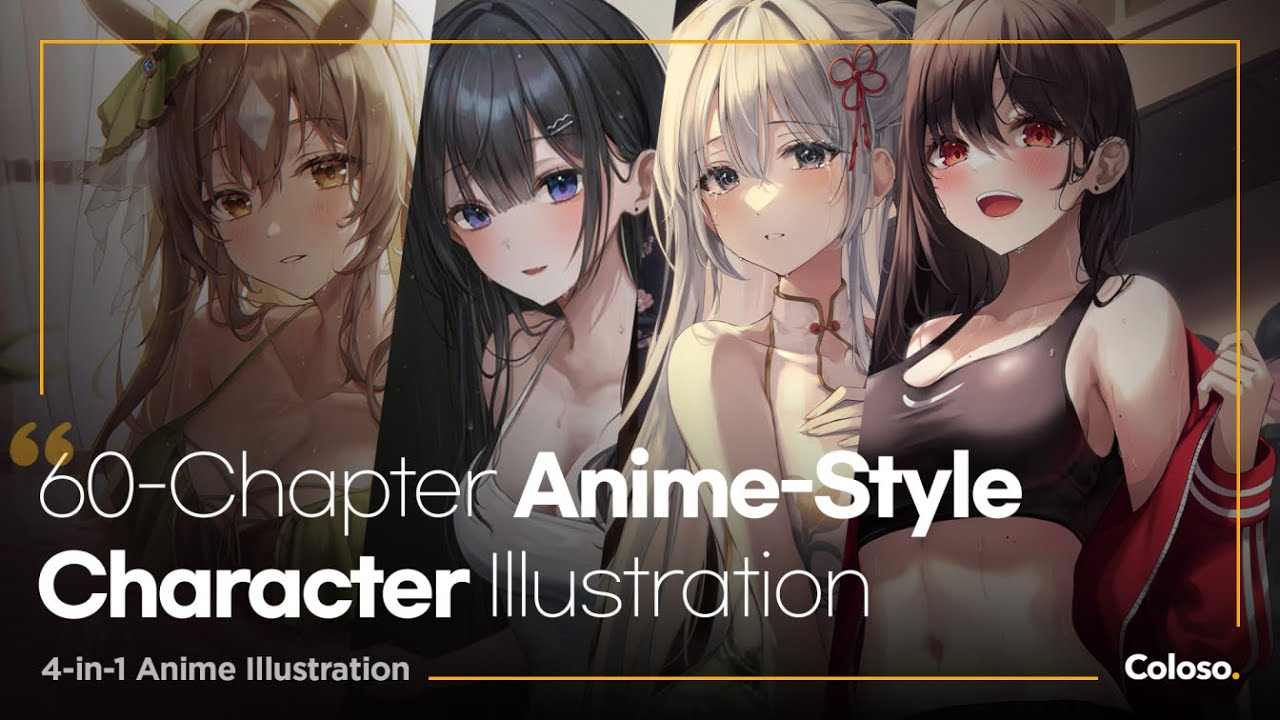 “60-Chapter Anime-Style
Character Illustration
4-in-1 Anime Illustration
Coloso.